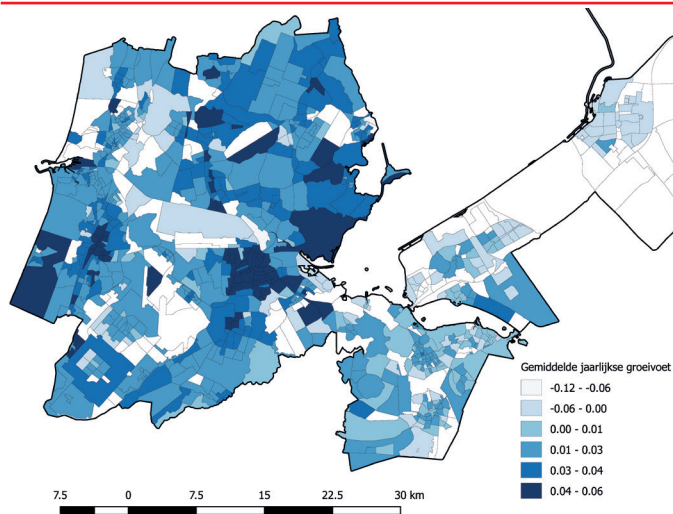 Gemiddelde jaarlijkse groeivoet
-0.12 - -0.06
-0.06 - 0.00
0.00 - 0.01
0.01 - 0.03
0.03 - 0.04
0.04 - 0.06
7.5 0 7.5 15 22.5 30 km